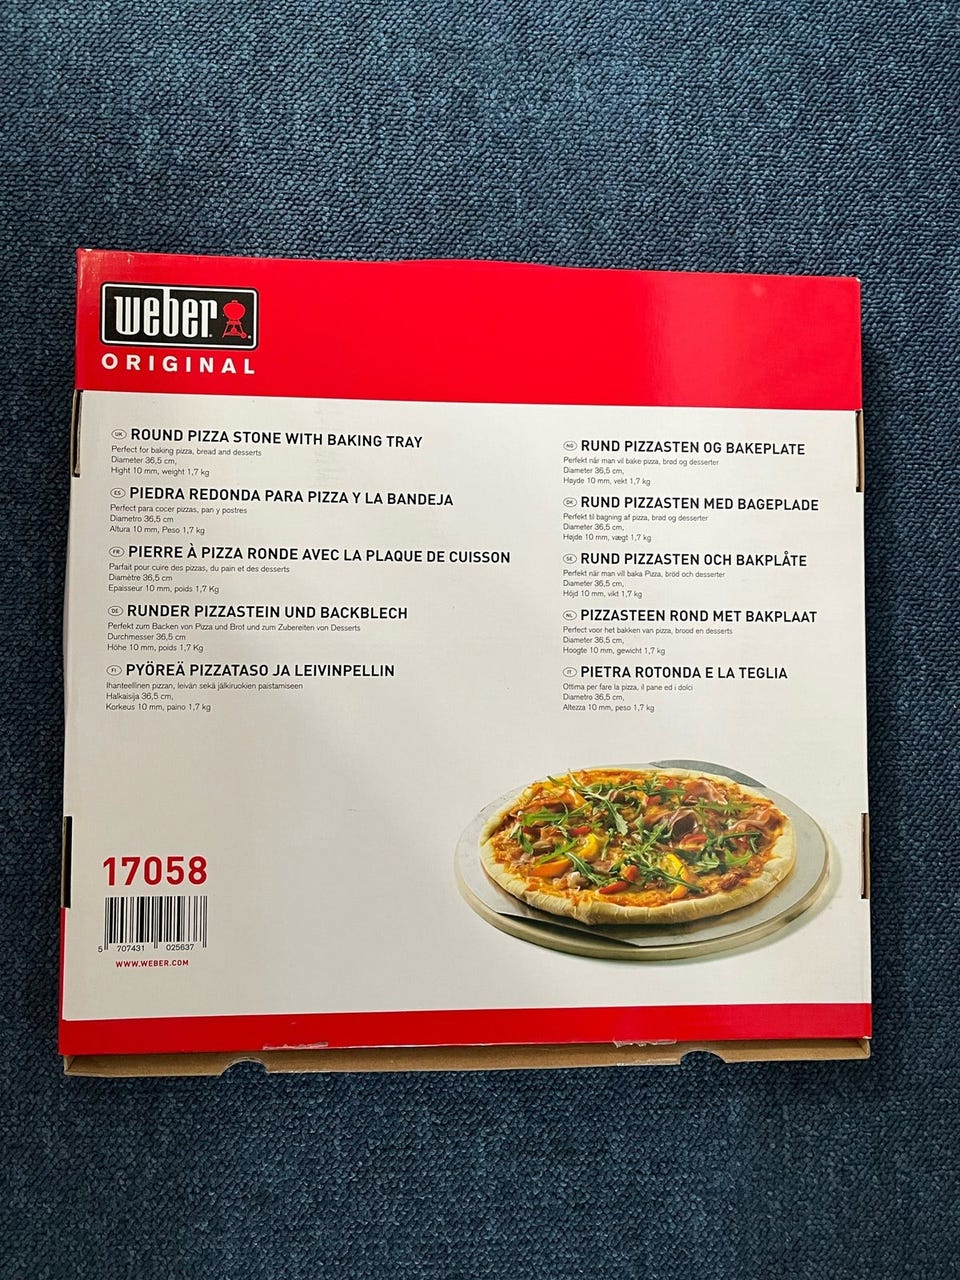 weber
ORIGINAL
UK ROUND PIZZA STONE WITH BAKING TRAY
Perfect for baking pizza, bread and desserts
Diameter 36,5 cm,
Hight 10 mm, weight 1,7 kg
ES PIEDRA REDONDA PARA PIZZA Y LA BANDEJA
Perfect para cocer pizzas, pan y postres
Diametro 36,5 cm
Altura 10 mm, Peso 1,7 kg
FR PIERRE À PIZZA RONDE AVEC LA PLAQUE DE CUISSON
Parfait pour cuire des pizzas, du pain et des desserts
Diamètre 36,5 cm
Epaisseur 10 mm, poids 1,7 Kg
DE RUNDER PIZZASTEIN UND BACKBLECH
Perfekt zum Backen von Pizza und Brot und zum Zubereiten von Desserts
Durchmesser 36,5 cm
Höhe 10 mm, poids 1,7 Kg
FI PYÖREÄ PIZZATASO JA LEIVINPELLIN
Ihanteellinen pizzan, leivän sekä jälkiruokien paistamiseen
Halkaisija 36,5 cm,
Korkeus 10 mm, paino 1,7 kg
NO RUND PIZZASTEN OG BAKEPLATE
Perfekt når man vil bake pizza, brød og desserter
Diameter 36,5 cm,
Høyde 10 mm, vekt 1,7 kg
DK RUND PIZZASTEN MED BAGEPLADE
Perfekt til bagning af pizza, brød og desserter
Diameter 36,5 cm,
Højde 10 mm, vægt 1,7 kg
SE RUND PIZZASTEN OCH BAKPLÅTE
Perfekt når man vill baka Pizza, bröd och desserter
Diameter 36,5 cm,
Höjd 10 mm, vikt 1,7 kg
NL PIZZASTEEN ROND MET BAKPLAAT
Perfect voor het bakken van pizza, brood en desserts
Diameter 36,5 cm,
Hoogte 10 mm, gewicht 1,7 kg
IT PIETRA ROTONDA E LA TEGLIA
Ottima per fare la pizza, il pane ed i dolci
Diametro 36,5 cm,
Altezza 10 mm, peso 1,7 kg
17058
5 707431 025637
WWW.WEBER.COM